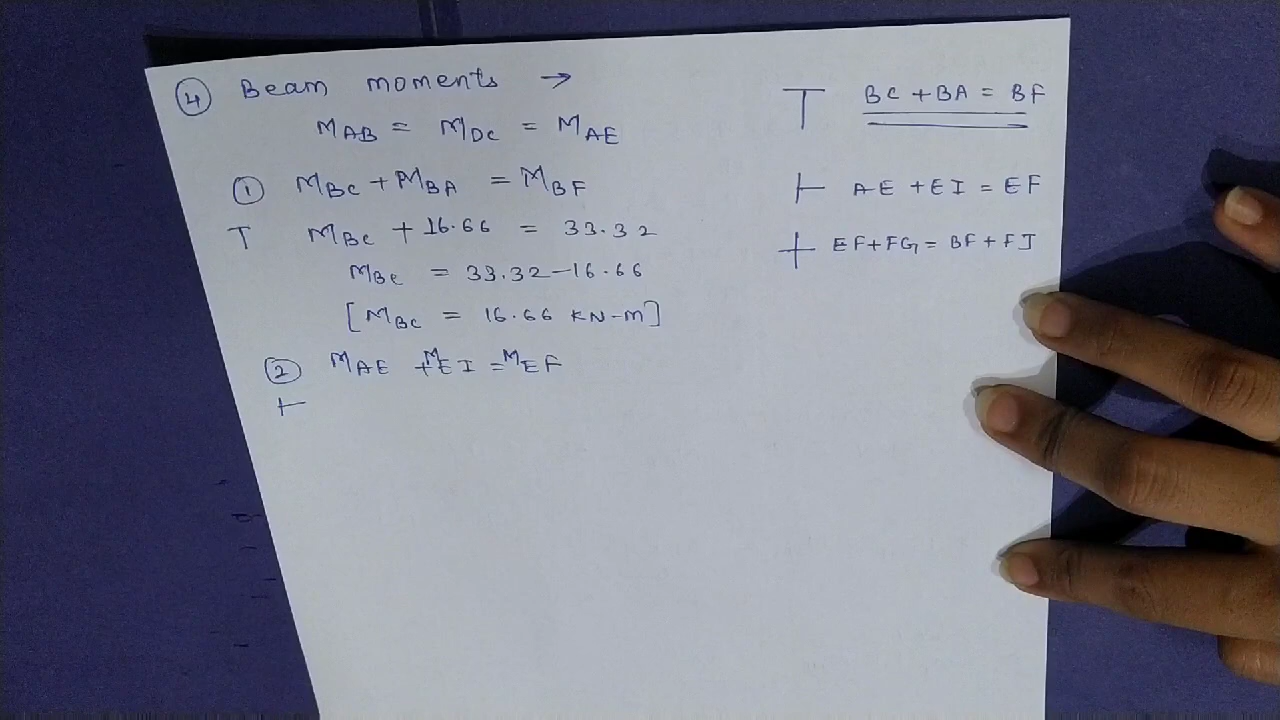 ④ Beam moments →
MAB = MDC = MAE
① MBC + MBA = MBF
T MBC + 16.66 = 33.32
MBC = 33.32 - 16.66
[MBC = 16.66 KN-m]
② MAE + MEI = MEF
⊢
T BC + BA = BF
⊢ AE + EI = EF
+ EF + FG = BF + FJ